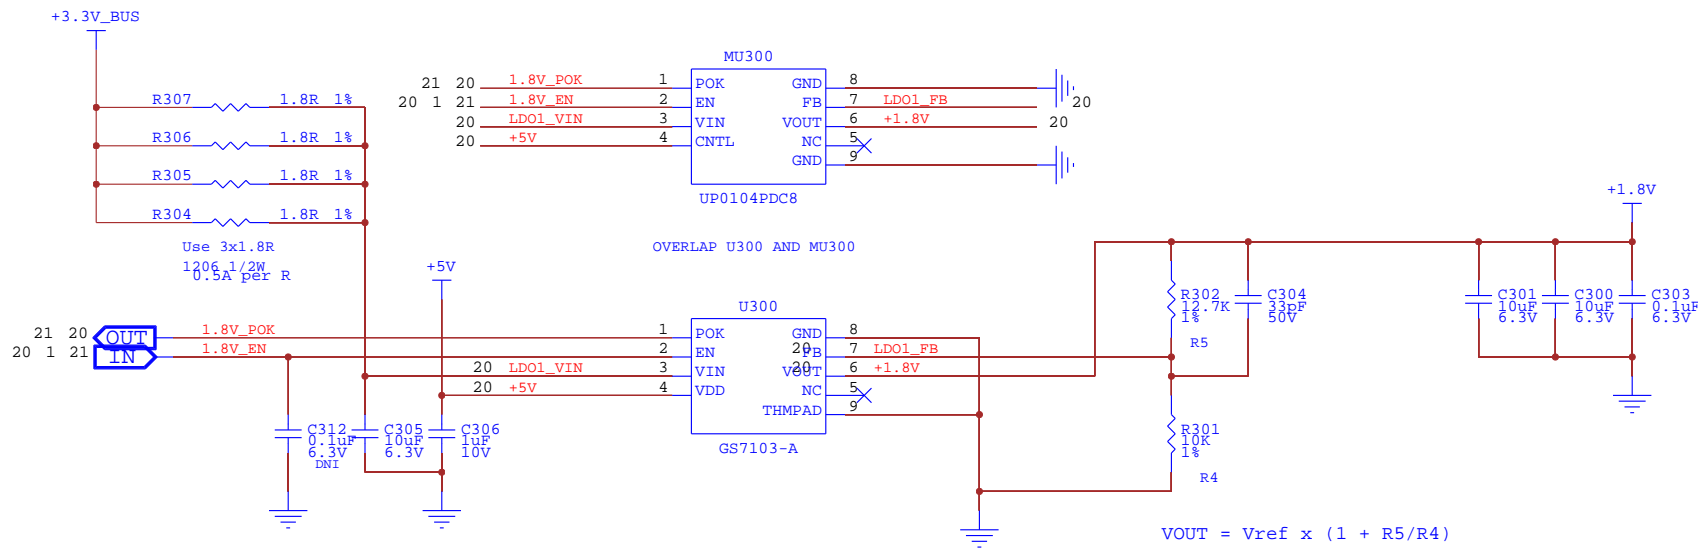 +3.3V_BUS
R307 1.8R 1%
R306 1.8R 1%
R305 1.8R 1%
R304 1.8R 1%
Use 3x1.8R
1206 1/2W
0.5A per R
MU300
21 20 1.8V_POK 1 POK GND 8
20 1 21 1.8V_EN 2 EN FB 7 LDO1_FB 20
20 LDO1_VIN 3 VIN VOUT 6 +1.8V 20
20 +5V 4 CNTL NC 5
GND 9
UP0104PDC8
OVERLAP U300 AND MU300
+5V
+1.8V
U300
21 20 OUT 1.8V_POK 1 POK GND 8
20 1 21 IN 1.8V_EN 2 EN 20 FB 7 LDO1_FB
20 LDO1_VIN 3 VIN 20 VOUT 6 +1.8V
20 +5V 4 VDD NC 5
THMPAD 9
GS7103-A
C312
0.1uF
6.3V
DNI
C305
10uF
6.3V
C306
1uF
10V
R302
12.7K
1%
R5
C304
33pF
50V
C301
10uF
6.3V
C300
10uF
6.3V
C303
0.1uF
6.3V
R301
10K
1%
R4
VOUT = Vref x (1 + R5/R4)